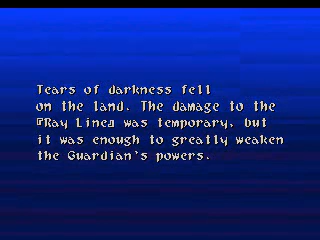 Tears of darkness fell
on the land. The damage to the
『Ray Line』 was temporary, but
it was enough to greatly weaken
the Guardian's powers.